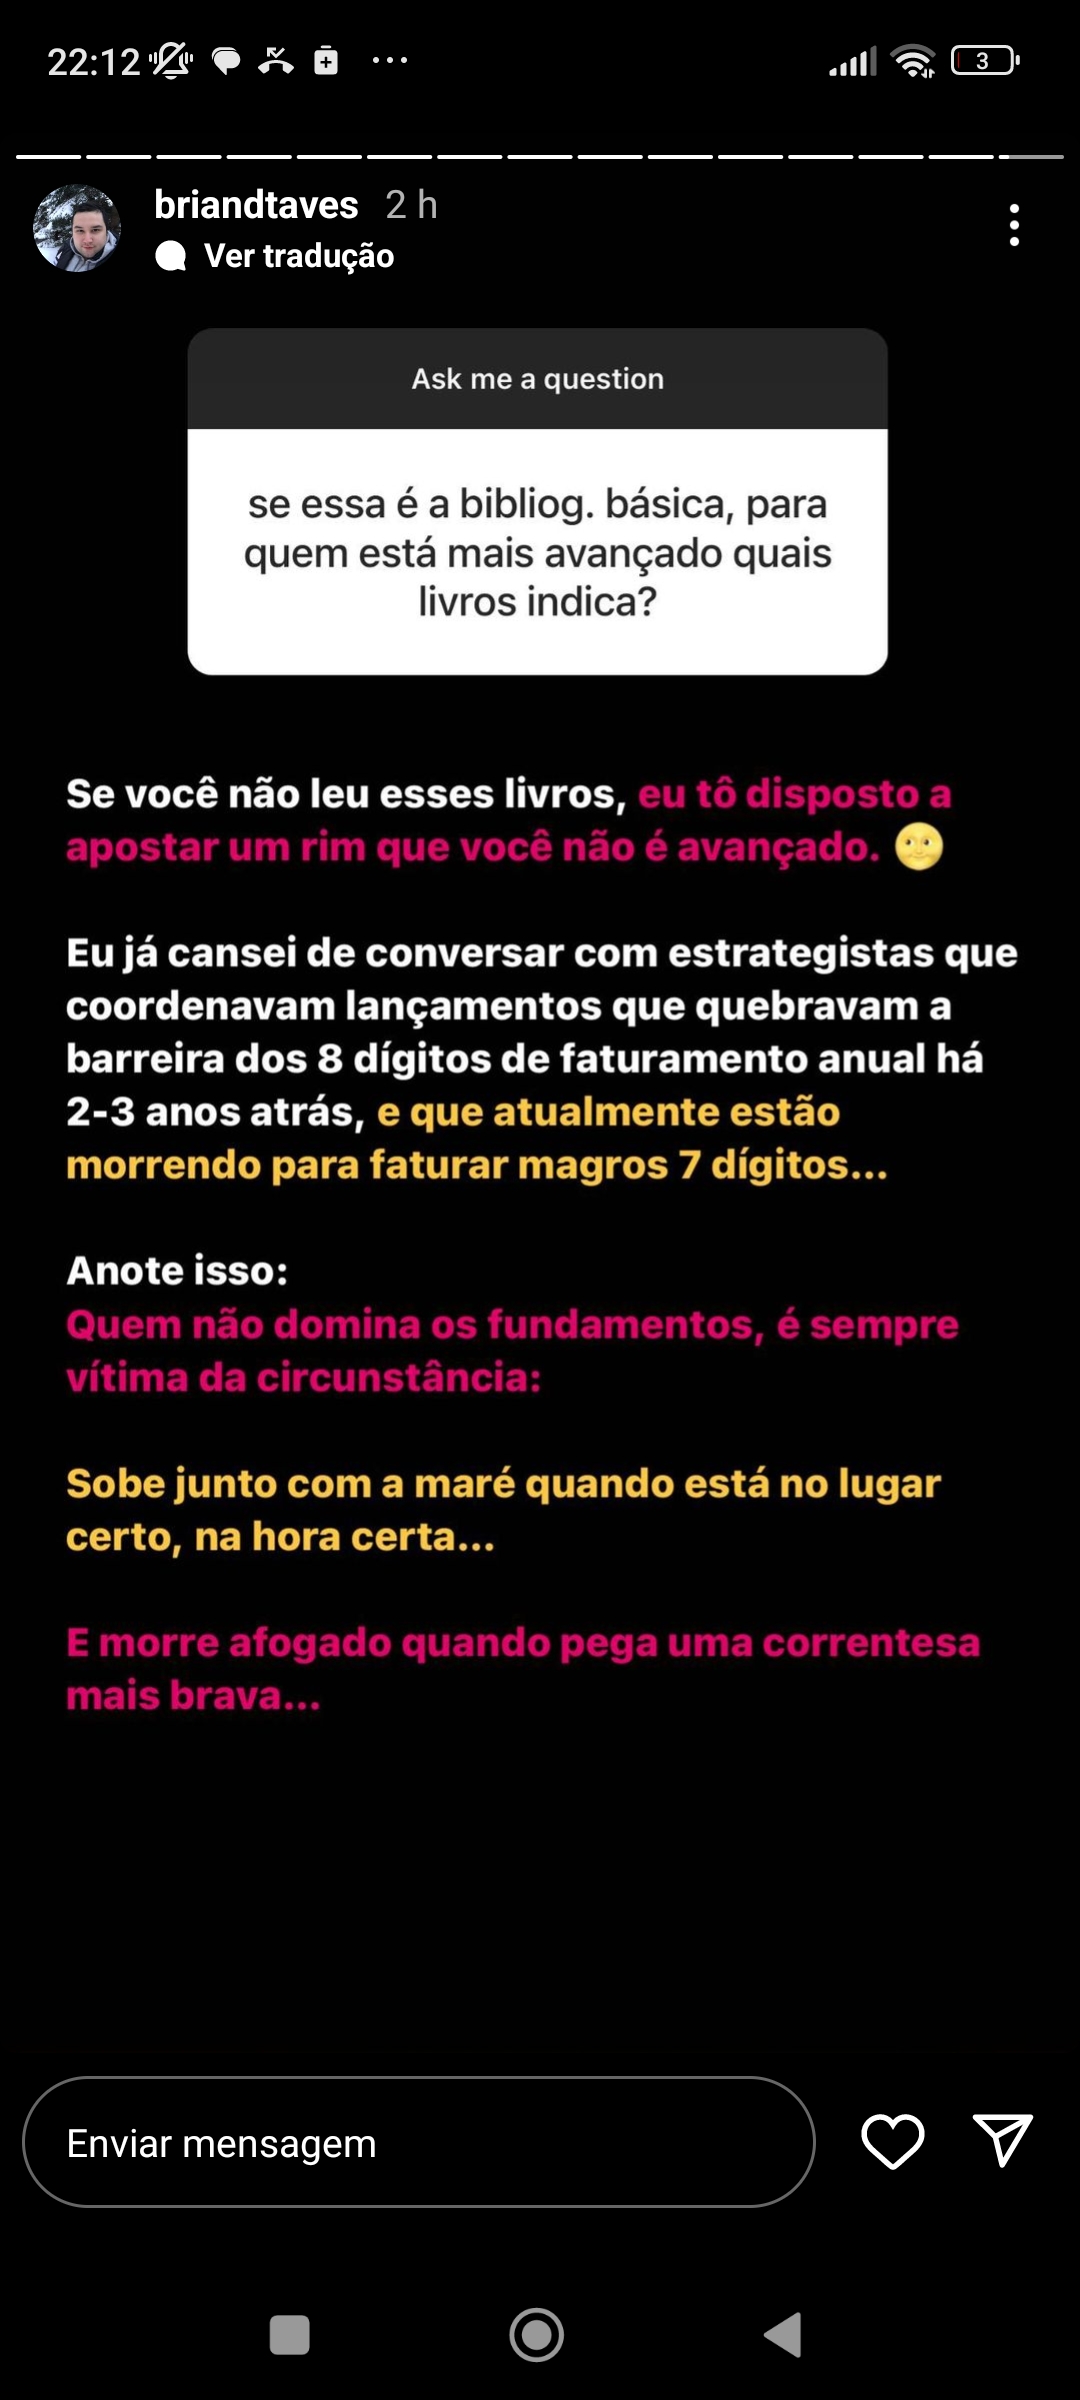 22:12
3
briandtaves 2 h
Ver tradução
Ask me a question
se essa é a bibliog. básica, para
quem está mais avançado quais
livros indica?
Se você não leu esses livros, eu tô disposto a
apostar um rim que você não é avançado. 🌝
Eu já cansei de conversar com estrategistas que
coordenavam lançamentos que quebravam a
barreira dos 8 dígitos de faturamento anual há
2-3 anos atrás, e que atualmente estão
morrendo para faturar magros 7 dígitos...
Anote isso:
Quem não domina os fundamentos, é sempre
vítima da circunstância:
Sobe junto com a maré quando está no lugar
certo, na hora certa...
E morre afogado quando pega uma correntesa
mais brava...
Enviar mensagem